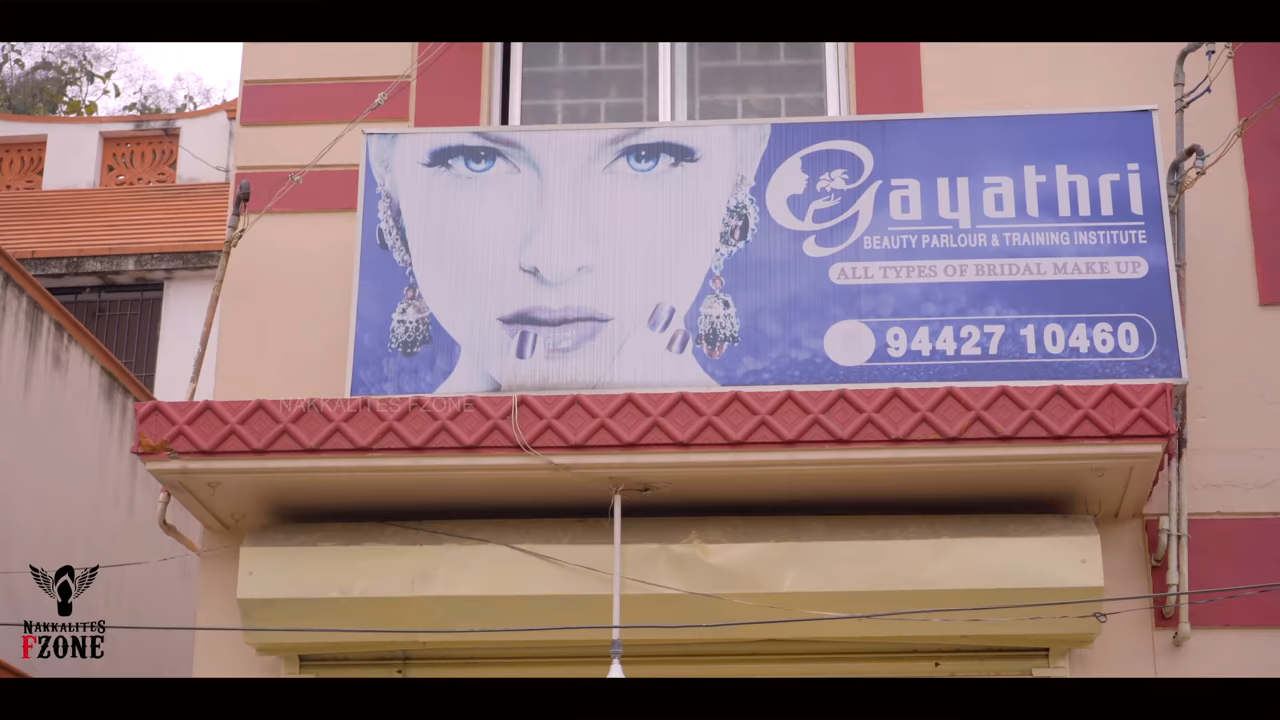 Gayathri
BEAUTY PARLOUR & TRAINING INSTITUTE
ALL TYPES OF BRIDAL MAKE UP
94427 10460
NAKKALITES FZONE
NAKKALITES
FZONE